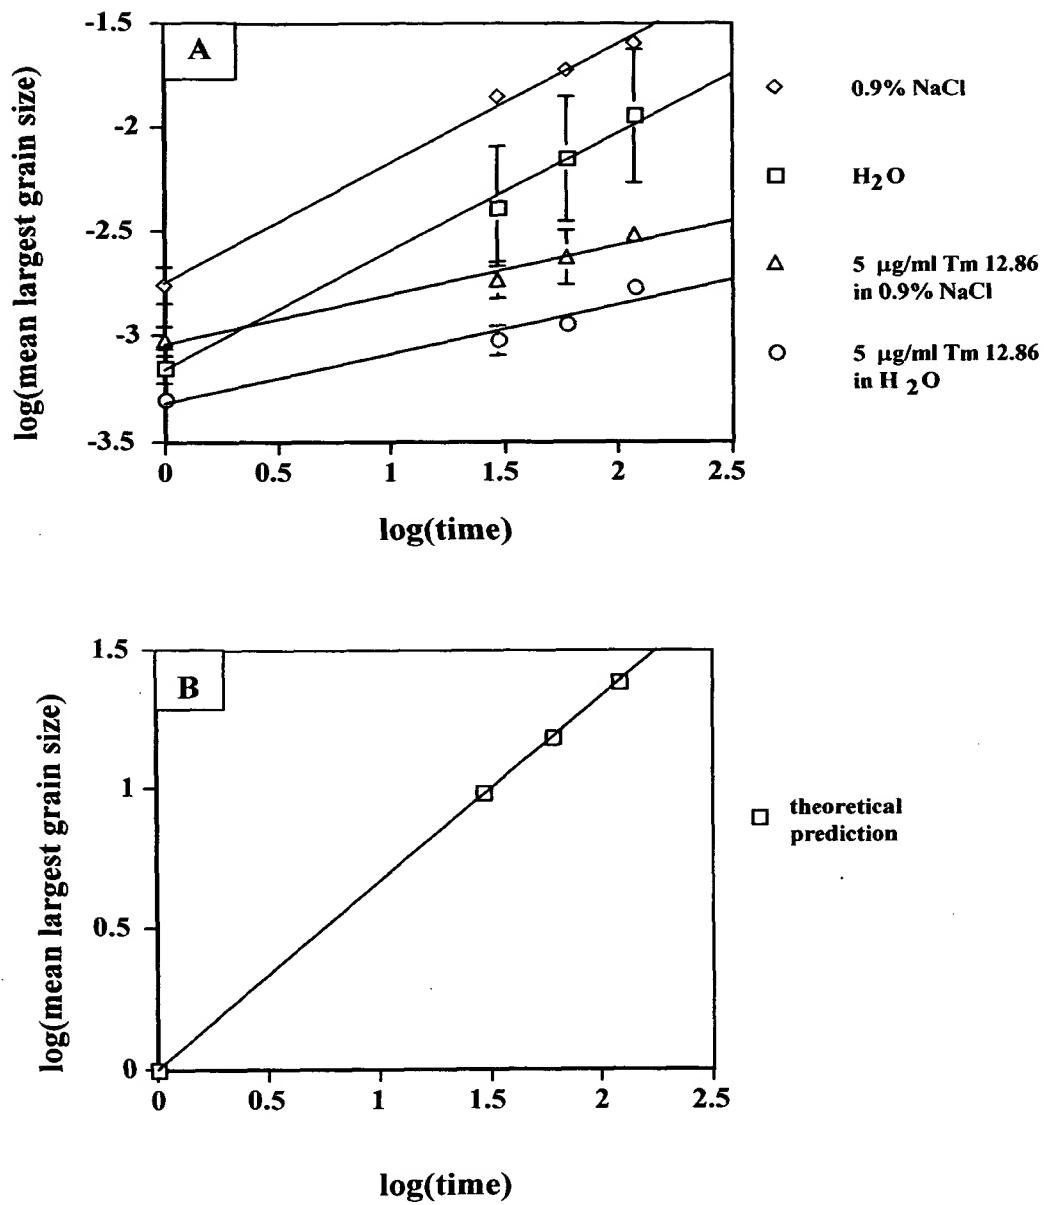 A
-1.5
-2
-2.5
-3
-3.5
log(mean largest grain size)
0 0.5 1 1.5 2 2.5
log(time)
0.9% NaCl
H2O
5 µg/ml Tm 12.86
in 0.9% NaCl
5 µg/ml Tm 12.86
in H 2O
B
1.5
1
0.5
0
log(mean largest grain size)
0 0.5 1 1.5 2 2.5
log(time)
theoretical
prediction